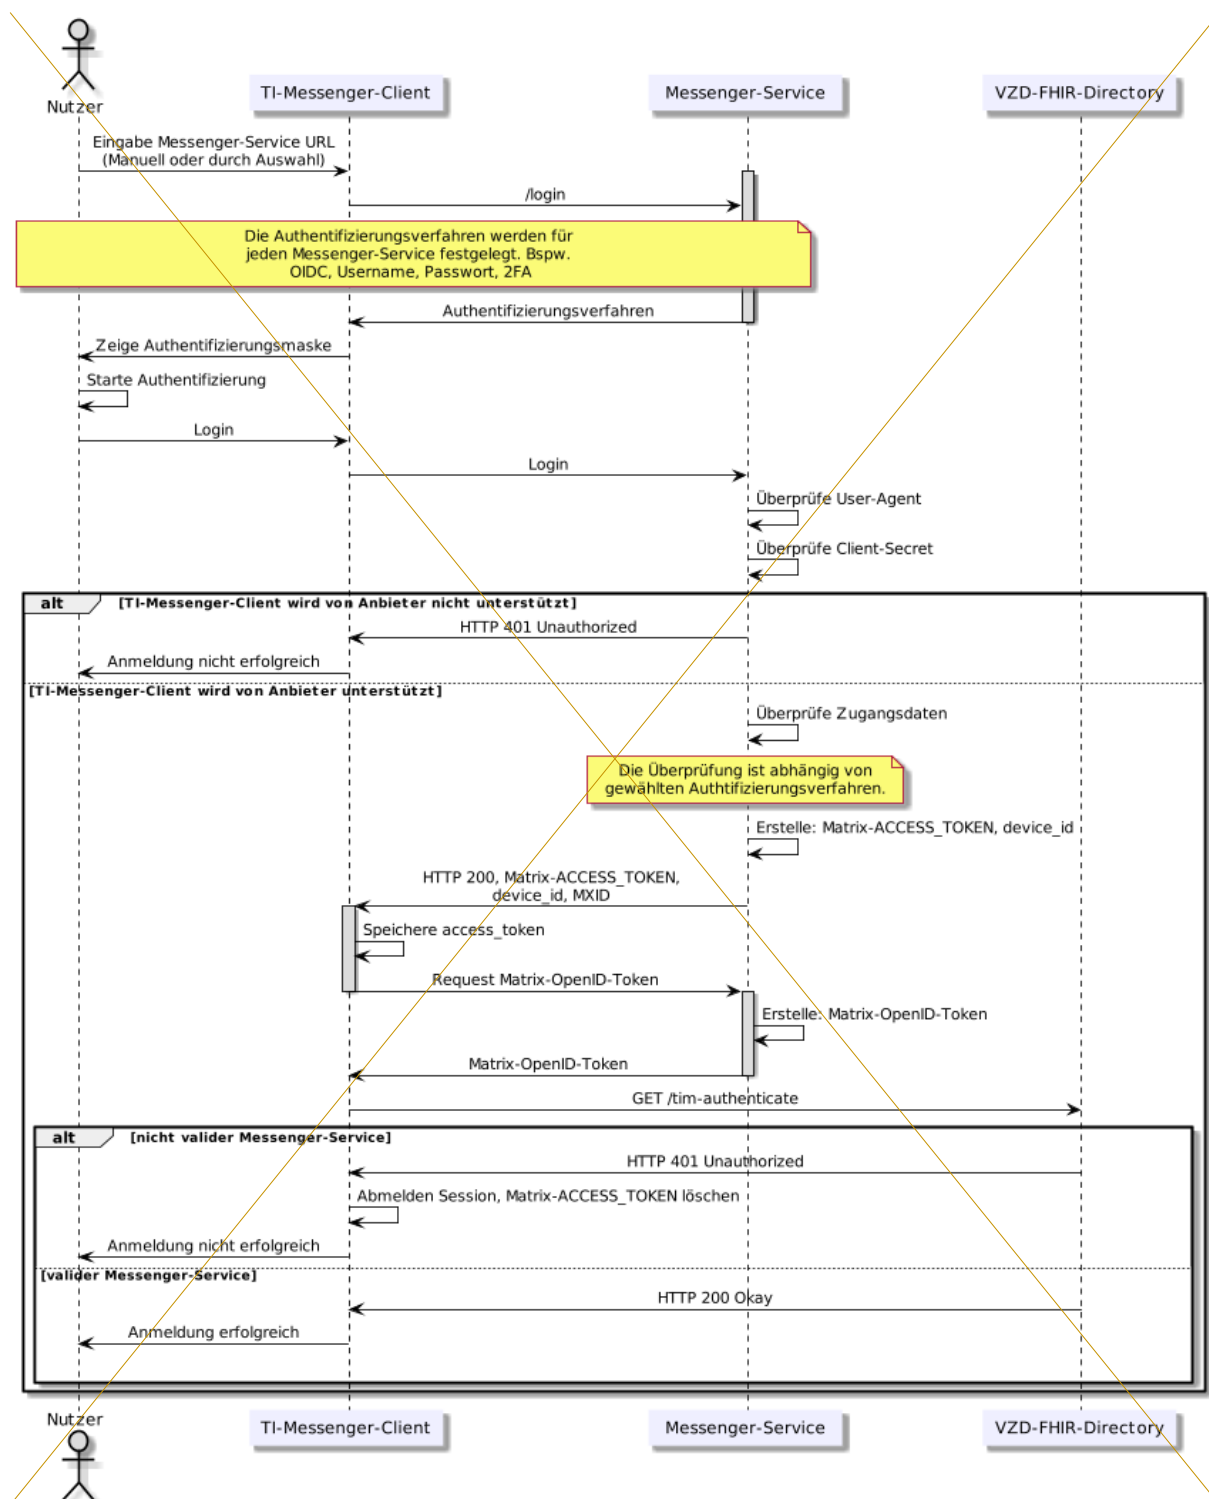 Nutzer
TI-Messenger-Client
Messenger-Service
VZD-FHIR-Directory
Eingabe Messenger-Service URL
(Manuell oder durch Auswahl)
/login
Die Authentifizierungsverfahren werden für
jeden Messenger-Service festgelegt. Bspw.
OIDC, Username, Passwort, 2FA
Authentifizierungsverfahren
Zeige Authentifizierungsmaske
Starte Authentifizierung
Login
Login
Überprüfe User-Agent
Überprüfe Client-Secret
alt [TI-Messenger-Client wird von Anbieter nicht unterstützt]
HTTP 401 Unauthorized
Anmeldung nicht erfolgreich
[TI-Messenger-Client wird von Anbieter unterstützt]
Überprüfe Zugangsdaten
Die Überprüfung ist abhängig von
gewählten Authtifizierungsverfahren.
Erstelle: Matrix-ACCESS_TOKEN, device_id
HTTP 200, Matrix-ACCESS_TOKEN,
device_id, MXID
Speichere access_token
Request Matrix-OpenID-Token
Erstelle: Matrix-OpenID-Token
Matrix-OpenID-Token
GET /tim-authenticate
alt [nicht valider Messenger-Service]
HTTP 401 Unauthorized
Abmelden Session, Matrix-ACCESS_TOKEN löschen
Anmeldung nicht erfolgreich
[valider Messenger-Service]
HTTP 200 Okay
Anmeldung erfolgreich
Nutzer
TI-Messenger-Client
Messenger-Service
VZD-FHIR-Directory